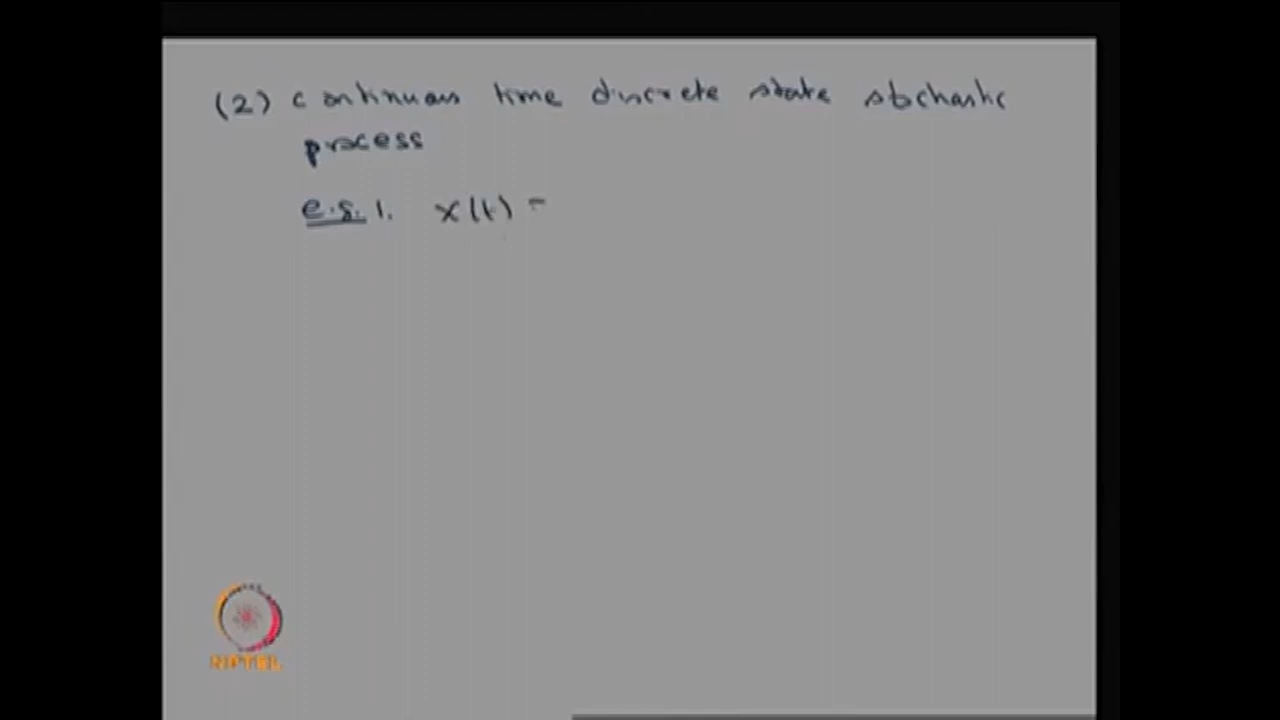 (2) continuous time discrete state stochastic
process
e.g. 1. X(t) =
NPTEL